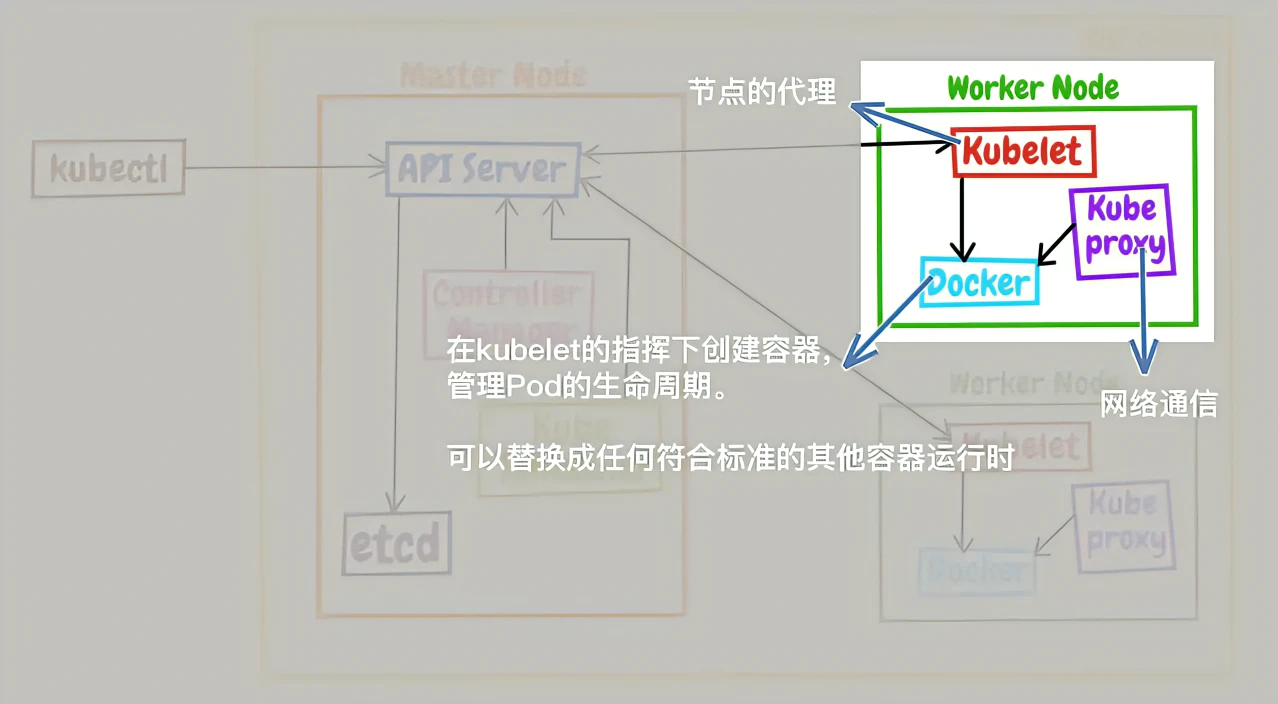 Master Node
节点的代理
Worker Node
kubectl
API Server
Kubelet
Kube
proxy
Docker
Controller
Manager
在kubelet的指挥下创建容器，
管理Pod的生命周期。
Worker Node
网络通信
Kube
可以替换成任何符合标准的其他容器运行时
Kubelet
Kube
proxy
etcd
Docker